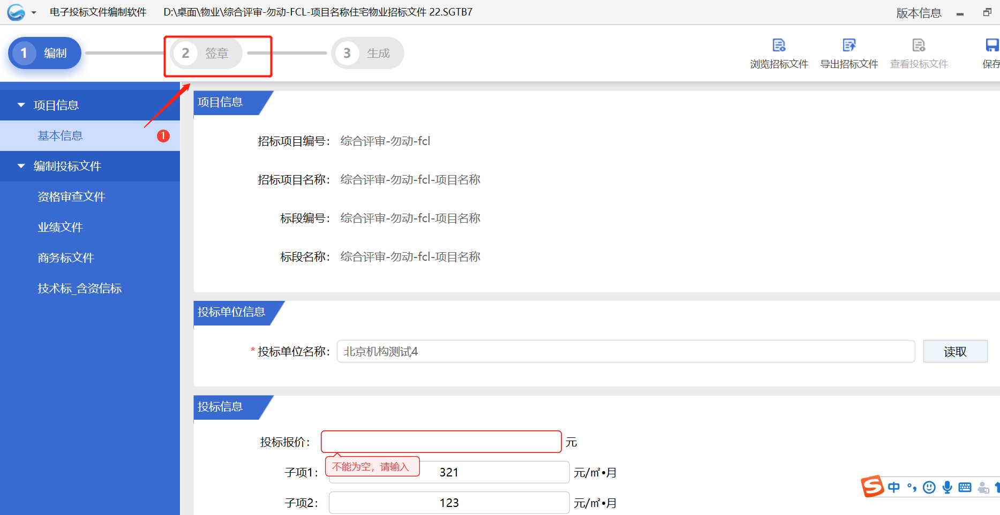 电子投标文件编制软件 D:\桌面\物业\综合评审-勿动-FCL-项目名称住宅物业招标文件 22.SGTB7 版本信息
1 编制 2 签章 3 生成
浏览招标文件 导出招标文件 查看投标文件 保存
项目信息
基本信息 1
编制投标文件
资格审查文件
业绩文件
商务标文件
技术标_含资信标
项目信息
招标项目编号： 综合评审-勿动-fcl
招标项目名称： 综合评审-勿动-fcl-项目名称
标段编号： 综合评审-勿动-fcl-项目名称
标段名称： 综合评审-勿动-fcl-项目名称
投标单位信息
*投标单位名称： 北京机构测试4 读取
投标信息
投标报价： 元
不能为空，请输入
子项1： 321 元/㎡•月
子项2： 123 元/㎡•月
S 中 °，